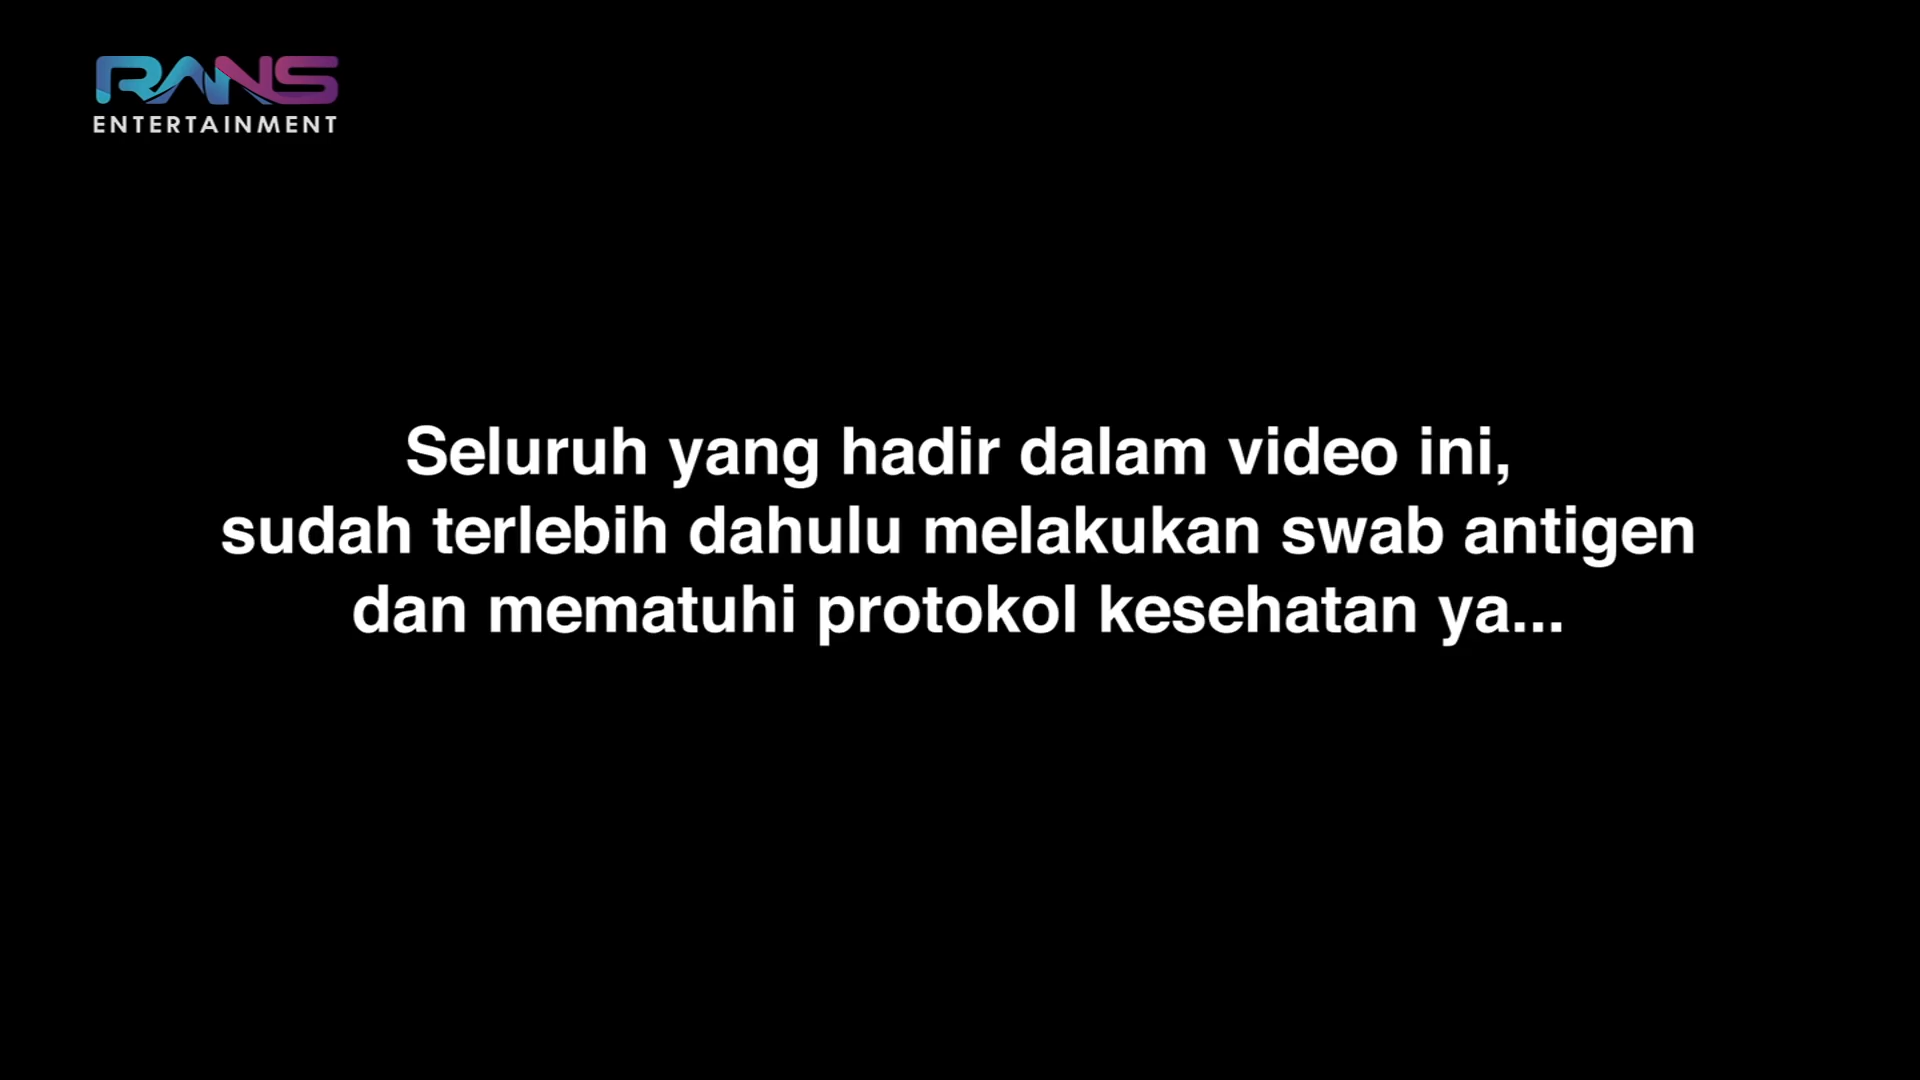 RANS
ENTERTAINMENT
Seluruh yang hadir dalam video ini,
sudah terlebih dahulu melakukan swab antigen
dan mematuhi protokol kesehatan ya...